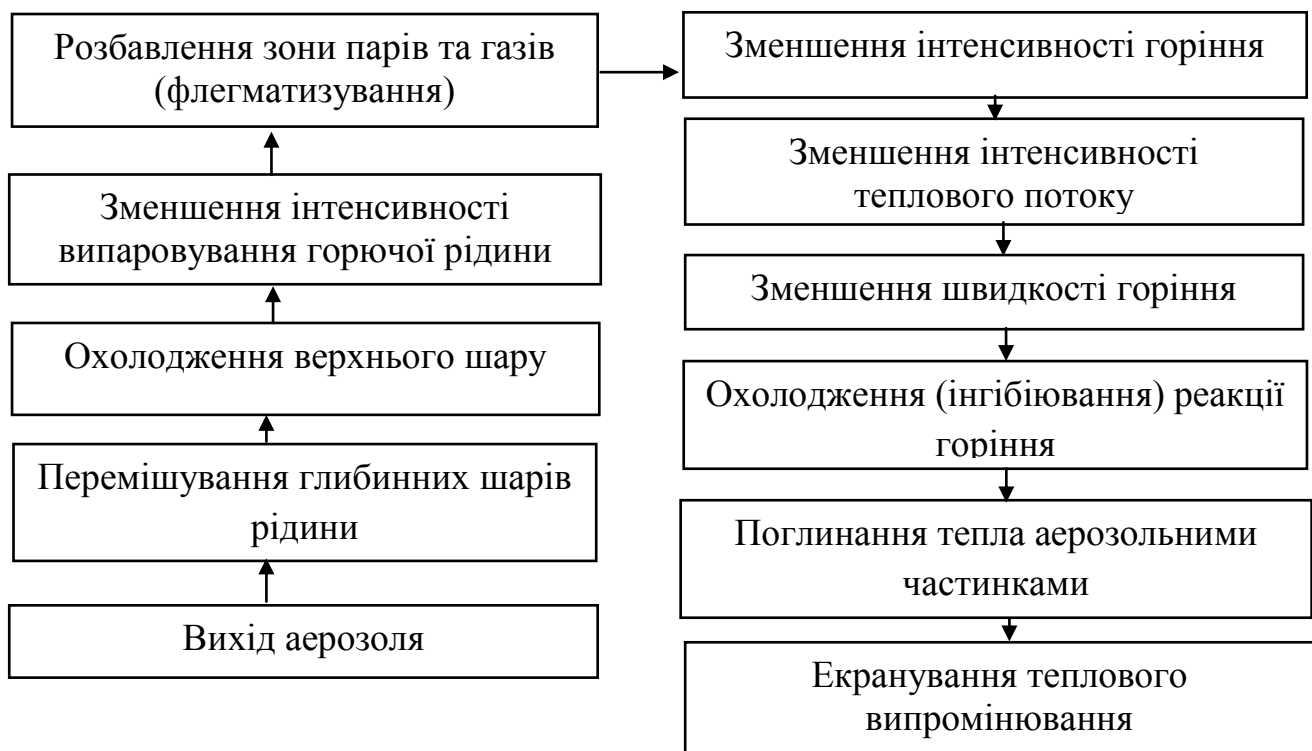 Розбавлення зони парів та газів
(флегматизування)
Зменшення інтенсивності
випаровування горючої рідини
Охолодження верхнього шару
Перемішування глибинних шарів
рідини
Вихід аерозоля
Зменшення інтенсивності горіння
Зменшення інтенсивності
теплового потоку
Зменшення швидкості горіння
Охолодження (інгібіювання) реакції
горіння
Поглинання тепла аерозольними
частинками
Екранування теплового
випромінювання